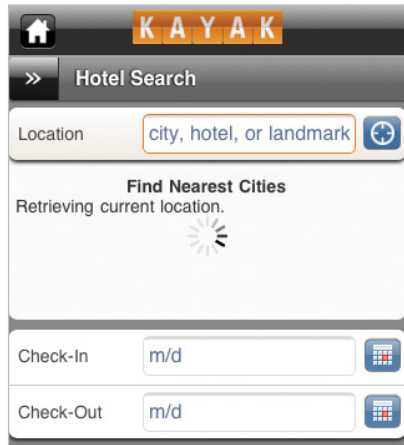 KAYAK
» Hotel Search
Location city, hotel, or landmark
Find Nearest Cities
Retrieving current location.
Check-In m/d
Check-Out m/d